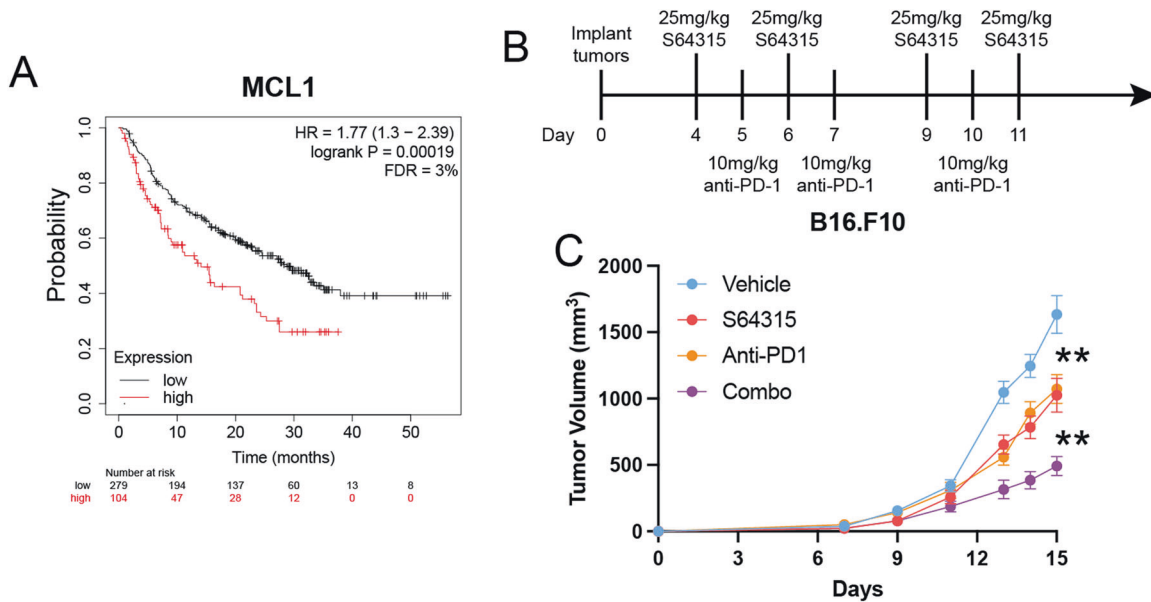 A
MCL1
HR = 1.77 (1.3 − 2.39)
logrank P = 0.00019
FDR = 3%
Probability
1.0
0.8
0.6
0.4
0.2
0.0
Expression
low
high
0 10 20 30 40 50
Time (months)
Number at risk
low 279 194 137 60 13 8
high 104 47 28 12 0 0
B
Implant
tumors
25mg/kg
S64315
25mg/kg
S64315
25mg/kg
S64315
25mg/kg
S64315
Day 0 4 5 6 7 9 10 11
10mg/kg
anti-PD-1
10mg/kg
anti-PD-1
10mg/kg
anti-PD-1
C
B16.F10
Tumor Volume (mm³)
2000
1500
1000
500
0
Vehicle
S64315
Anti-PD1
Combo
**
**
0 3 6 9 12 15
Days